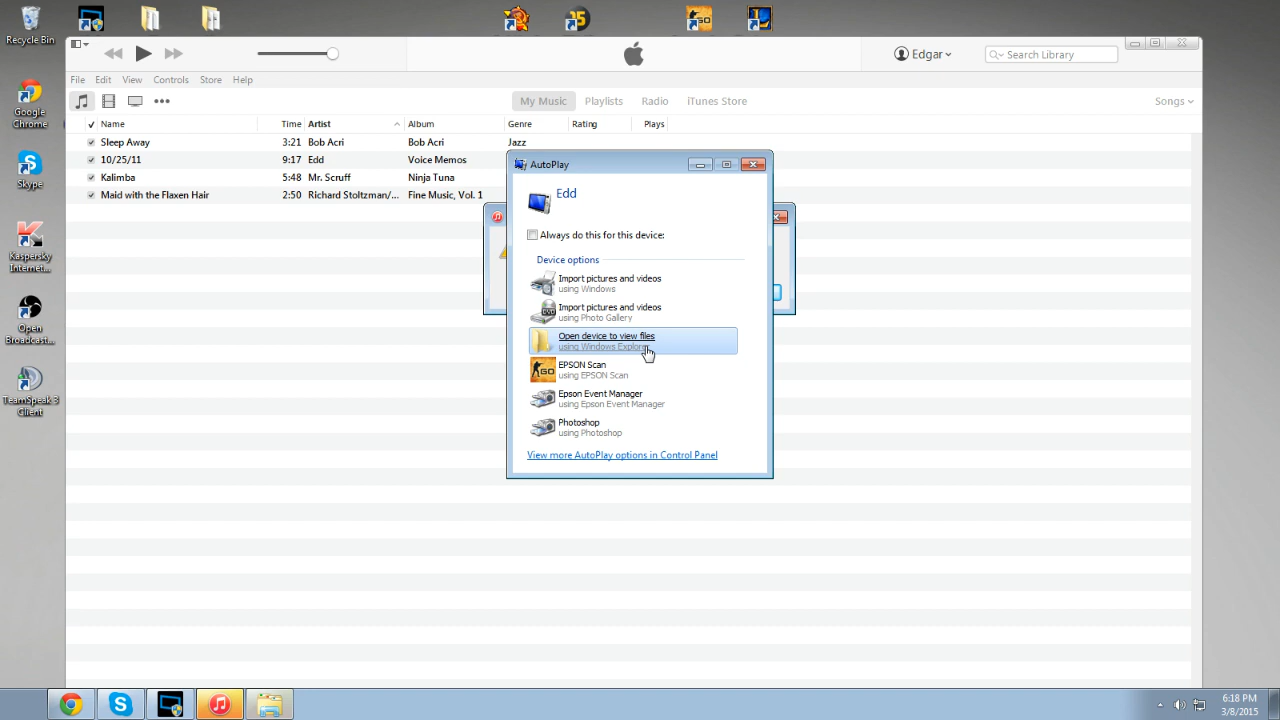 Recycle Bin
15
GO
Edgar
Search Library
File Edit View Controls Store Help
My Music Playlists Radio iTunes Store Songs
Name Time Artist Album Genre Rating Plays
Sleep Away 3:21 Bob Acri Bob Acri Jazz
10/25/11 9:17 Edd Voice Memos
Kalimba 5:48 Mr. Scruff Ninja Tuna
Maid with the Flaxen Hair 2:50 Richard Stoltzman/... Fine Music, Vol. 1
Google
Chrome
Skype
Kaspersky
Internet...
Open
Broadcast...
TeamSpeak 3
Client
AutoPlay
Edd
Always do this for this device:
Device options
Import pictures and videos
using Windows
Import pictures and videos
using Photo Gallery
Open device to view files
using Windows Explorer
GO
EPSON Scan
using EPSON Scan
Epson Event Manager
using Epson Event Manager
Photoshop
using Photoshop
View more AutoPlay options in Control Panel
6:18 PM
3/8/2015